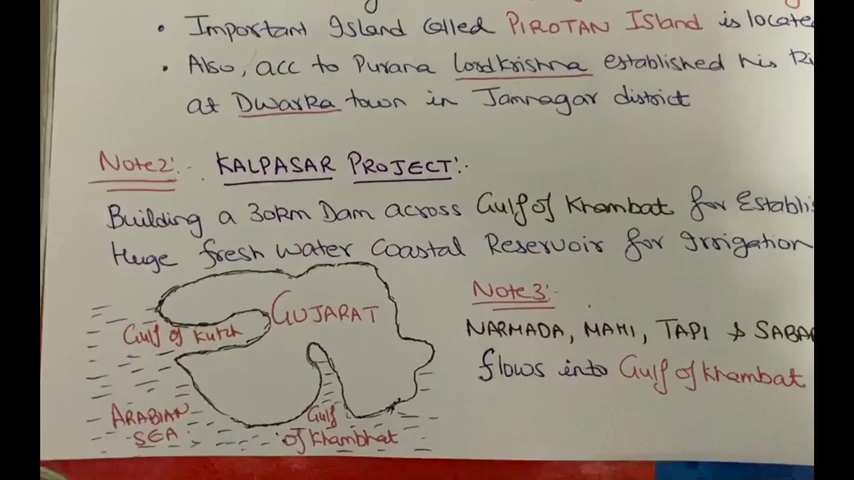 • Important Island called PIROTAN Island is locate
• Also, acc to Purana Lord Krishna established his
at Dwarka town in Jamnagar district
Note2:- KALPASAR PROJECT:-
Building a 30km Dam across Gulf of Khambat for Establi
Huge fresh water Coastal Reservoir for Irrigation
Note3:-
NARMADA, MAHI, TAPI & SABAR
flows into Gulf of Khambat
GUJARAT
Gulf of Kutch
ARABIAN
SEA
Gulf
of Khambhat